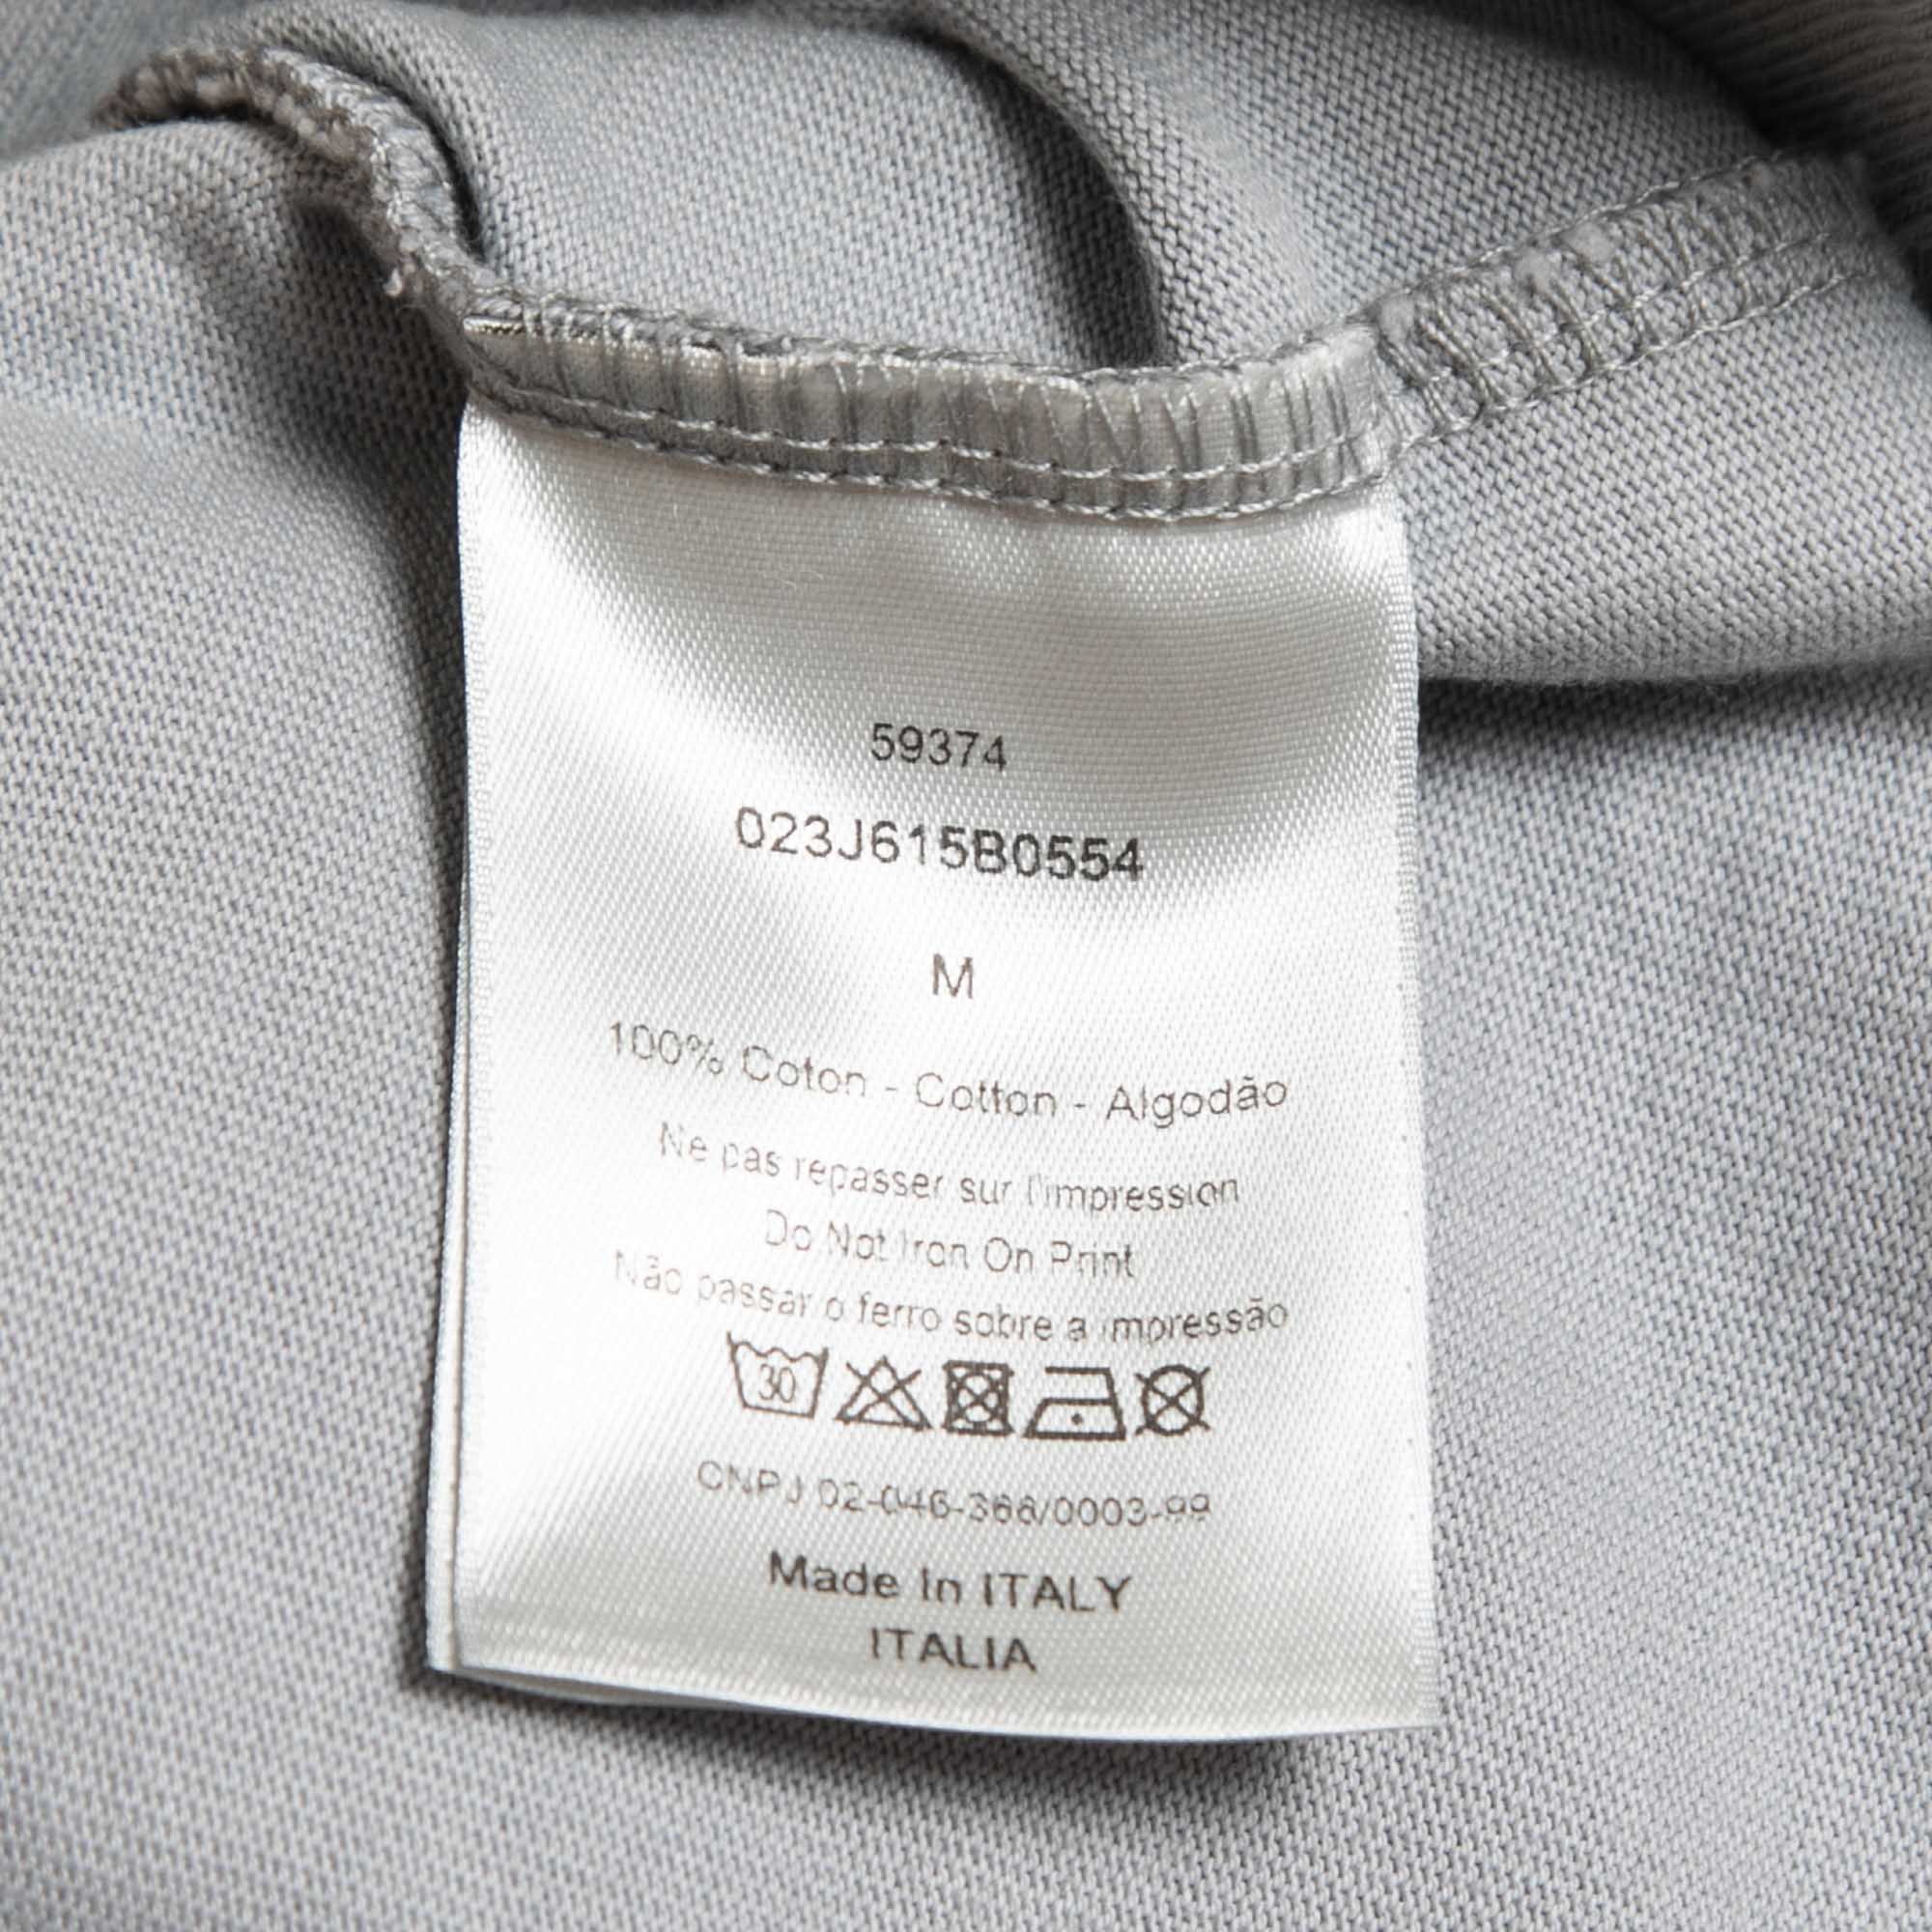 59374
023J615B0554
M
100% Coton - Cotton - Algodão
Ne pas repasser sur l'impression
Do Not Iron On Print
Não passar o ferro sobre a impressão
30
CNPJ 02-046-366/0003-99
Made In ITALY
ITALIA